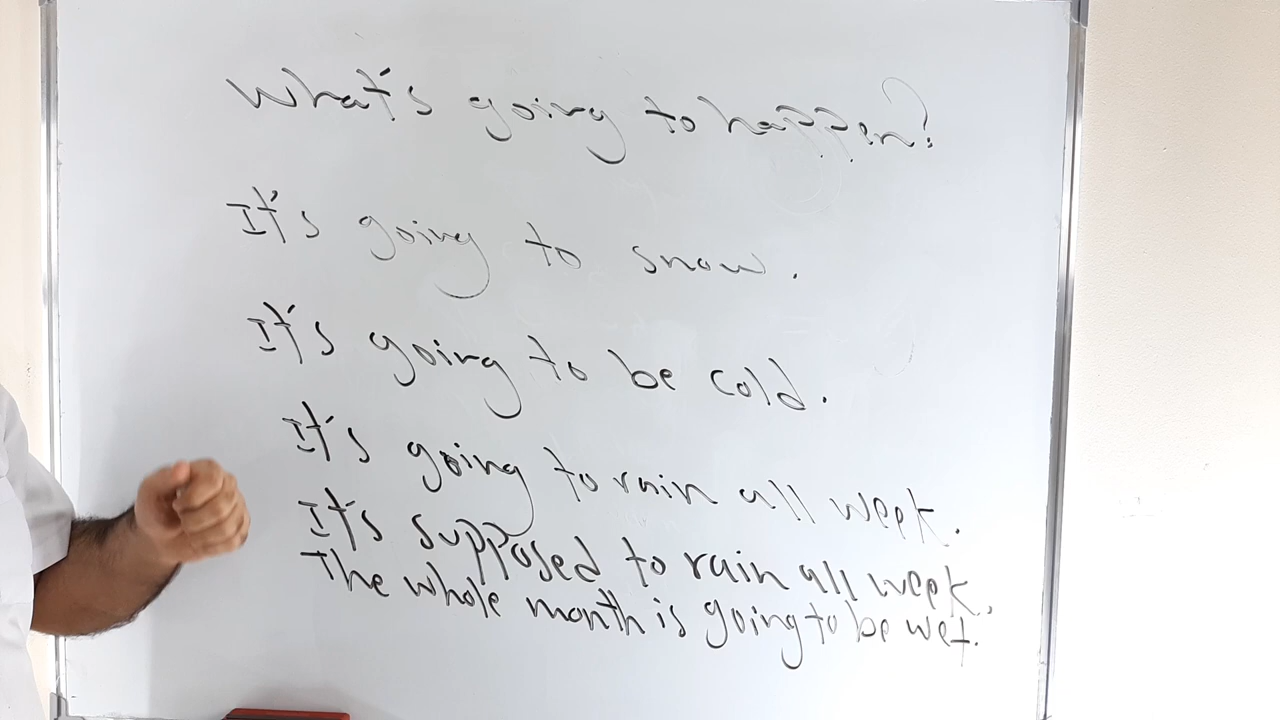 What's going to happen?
It's going to snow.
It's going to be cold.
It's going to rain all week.
It's supposed to rain all week.
The whole month is going to be wet.